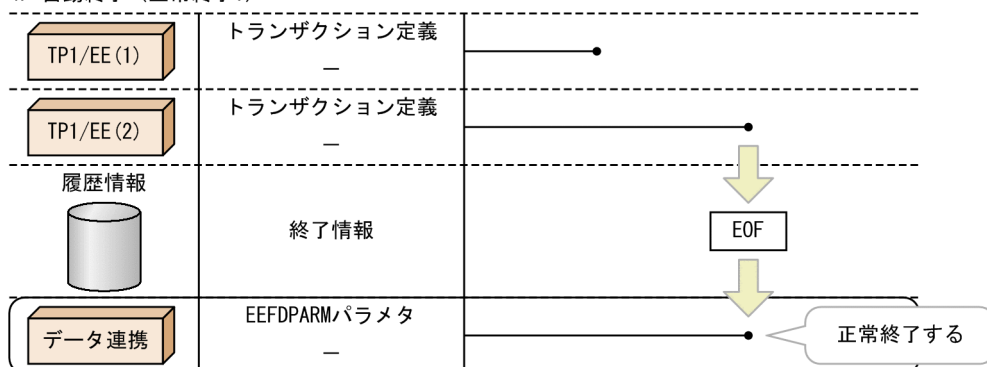 トランザクション定義
TP1/EE(1)
－
トランザクション定義
TP1/EE(2)
－
履歴情報
終了情報
EOF
EEFDPARMパラメタ
データ連携
－
正常終了する